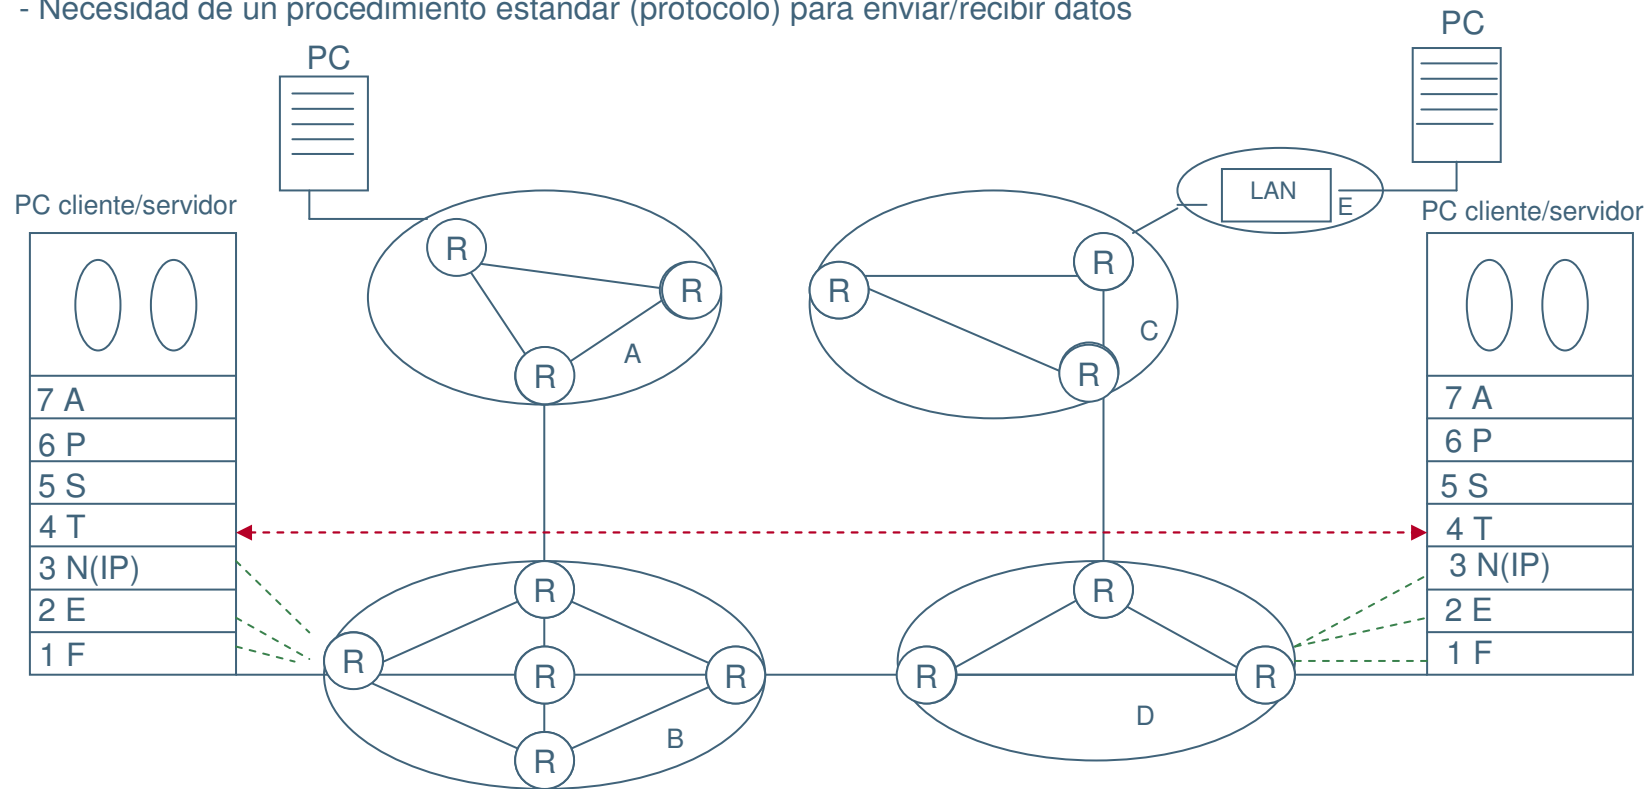 - Necesidad de un procedimiento estándar (protocolo) para enviar/recibir datos
PC
PC
PC cliente/servidor
LAN
E
PC cliente/servidor
R
R
R
A
R
R
R
C
7 A
6 P
5 S
4 T
3 N(IP)
2 E
1 F
7 A
6 P
5 S
4 T
3 N(IP)
2 E
1 F
R
R
R
R
R
B
R
R
R
D